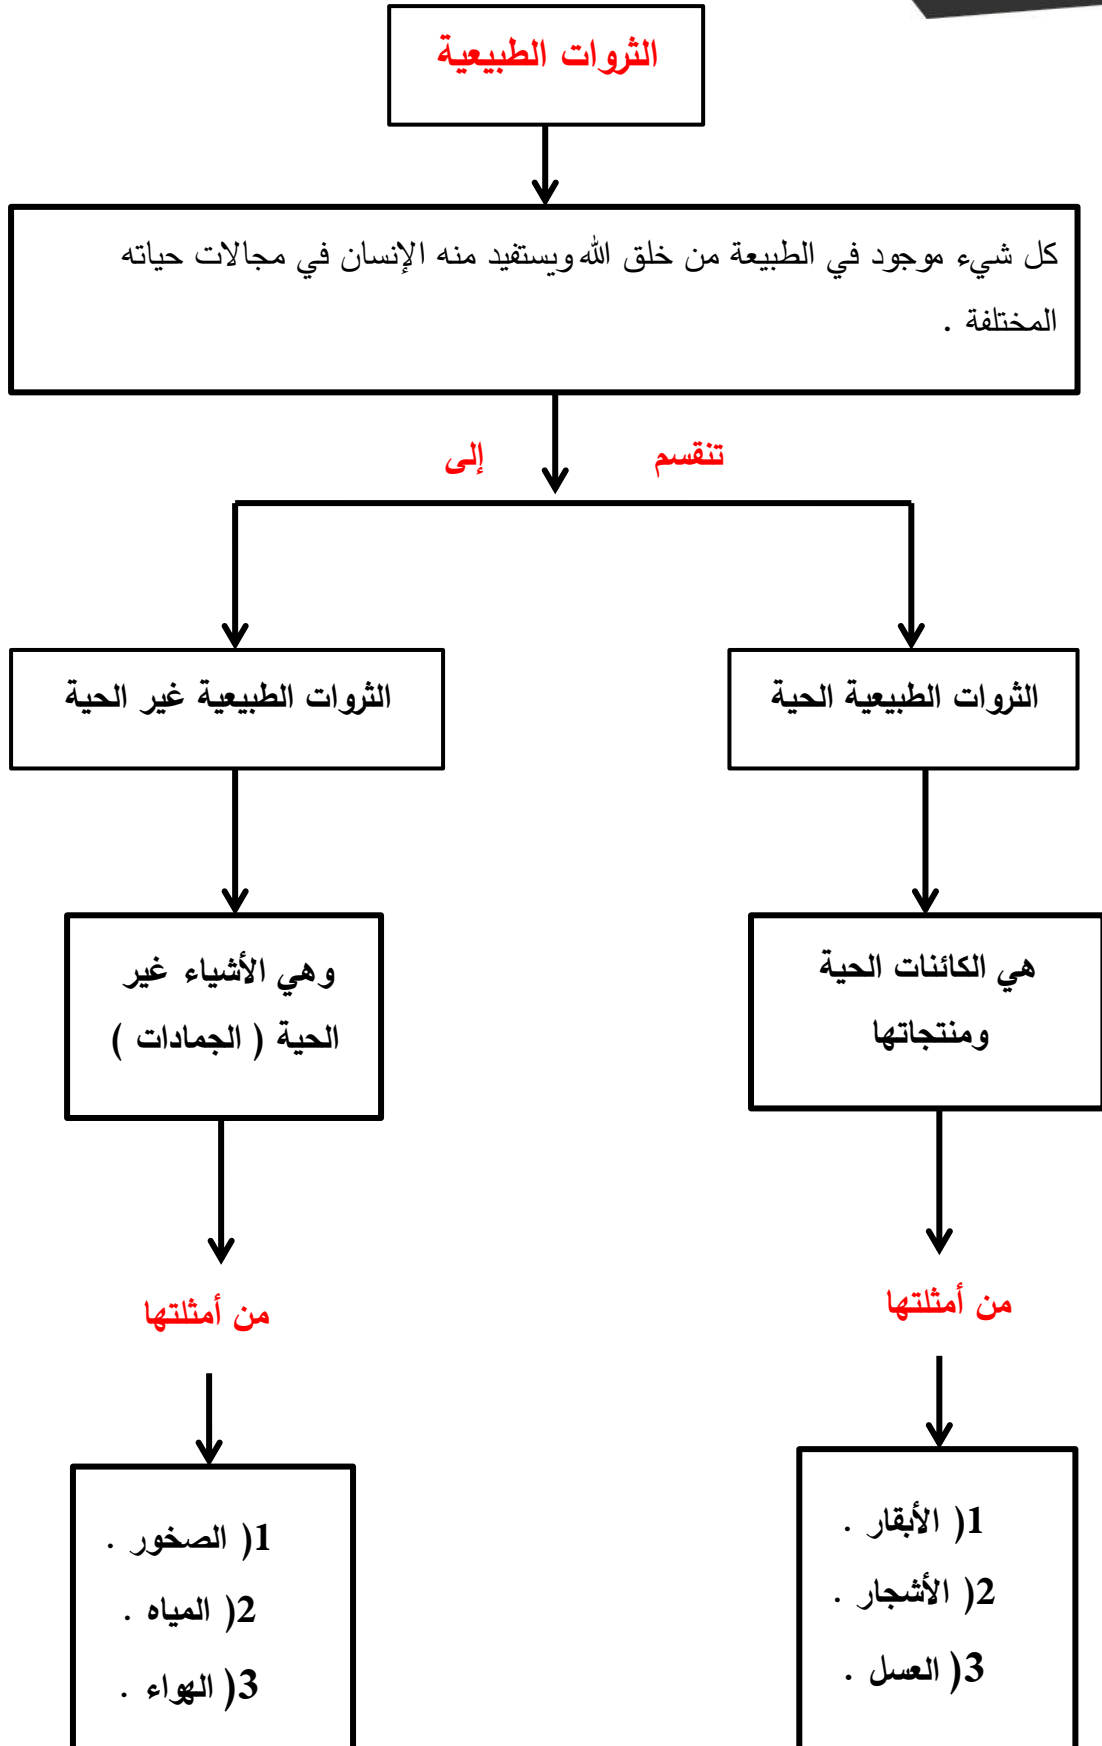 الثروات الطبيعية
كل شيء موجود في الطبيعة من خلق الله ويستفيد منه الإنسان في مجالات حياته
المختلفة .
تنقسم إلى
الثروات الطبيعية الحية
الثروات الطبيعية غير الحية
هي الكائنات الحية
ومنتجاتها
وهي الأشياء غير
الحية ( الجمادات )
من أمثلتها
من أمثلتها
1( الأبقار .
2( الأشجار .
3( العسل .
1( الصخور .
2( المياه .
3( الهواء .